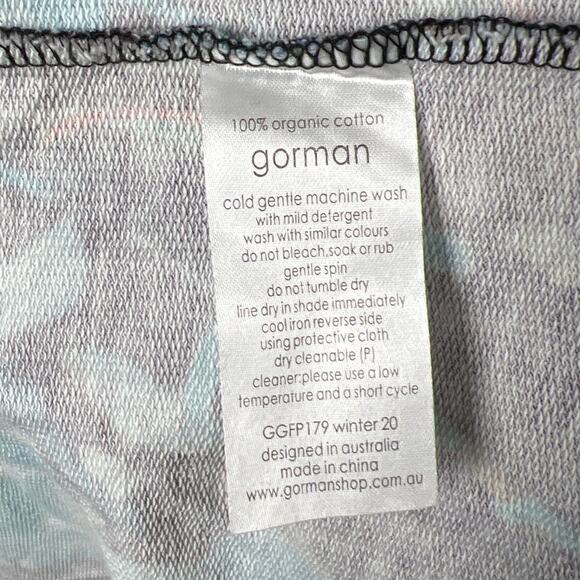 100% organic cotton
gorman
cold gentle machine wash
with mild detergent
wash with similar colours
do not bleach,soak or rub
gentle spin
do not tumble dry
line dry in shade immediately
cool iron reverse side
using protective cloth
dry cleanable (P)
cleaner:please use a low
temperature and a short cycle
GGFP179 winter 20
designed in australia
made in china
www.gormanshop.com.au